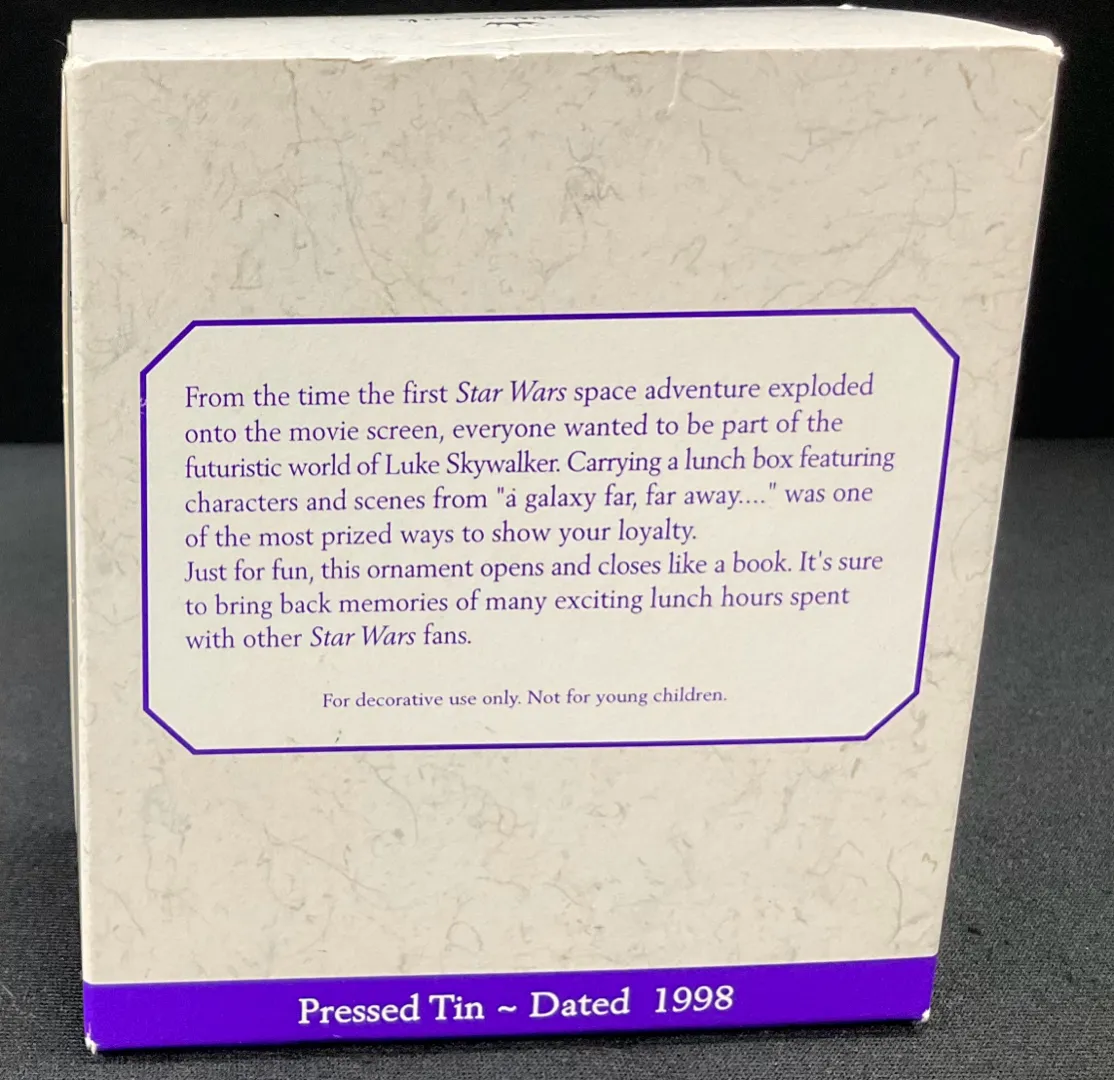 From the time the first Star Wars space adventure exploded
onto the movie screen, everyone wanted to be part of the
futuristic world of Luke Skywalker. Carrying a lunch box featuring
characters and scenes from "a galaxy far, far away...." was one
of the most prized ways to show your loyalty.
Just for fun, this ornament opens and closes like a book. It's sure
to bring back memories of many exciting lunch hours spent
with other Star Wars fans.
For decorative use only. Not for young children.
Pressed Tin ~ Dated 1998